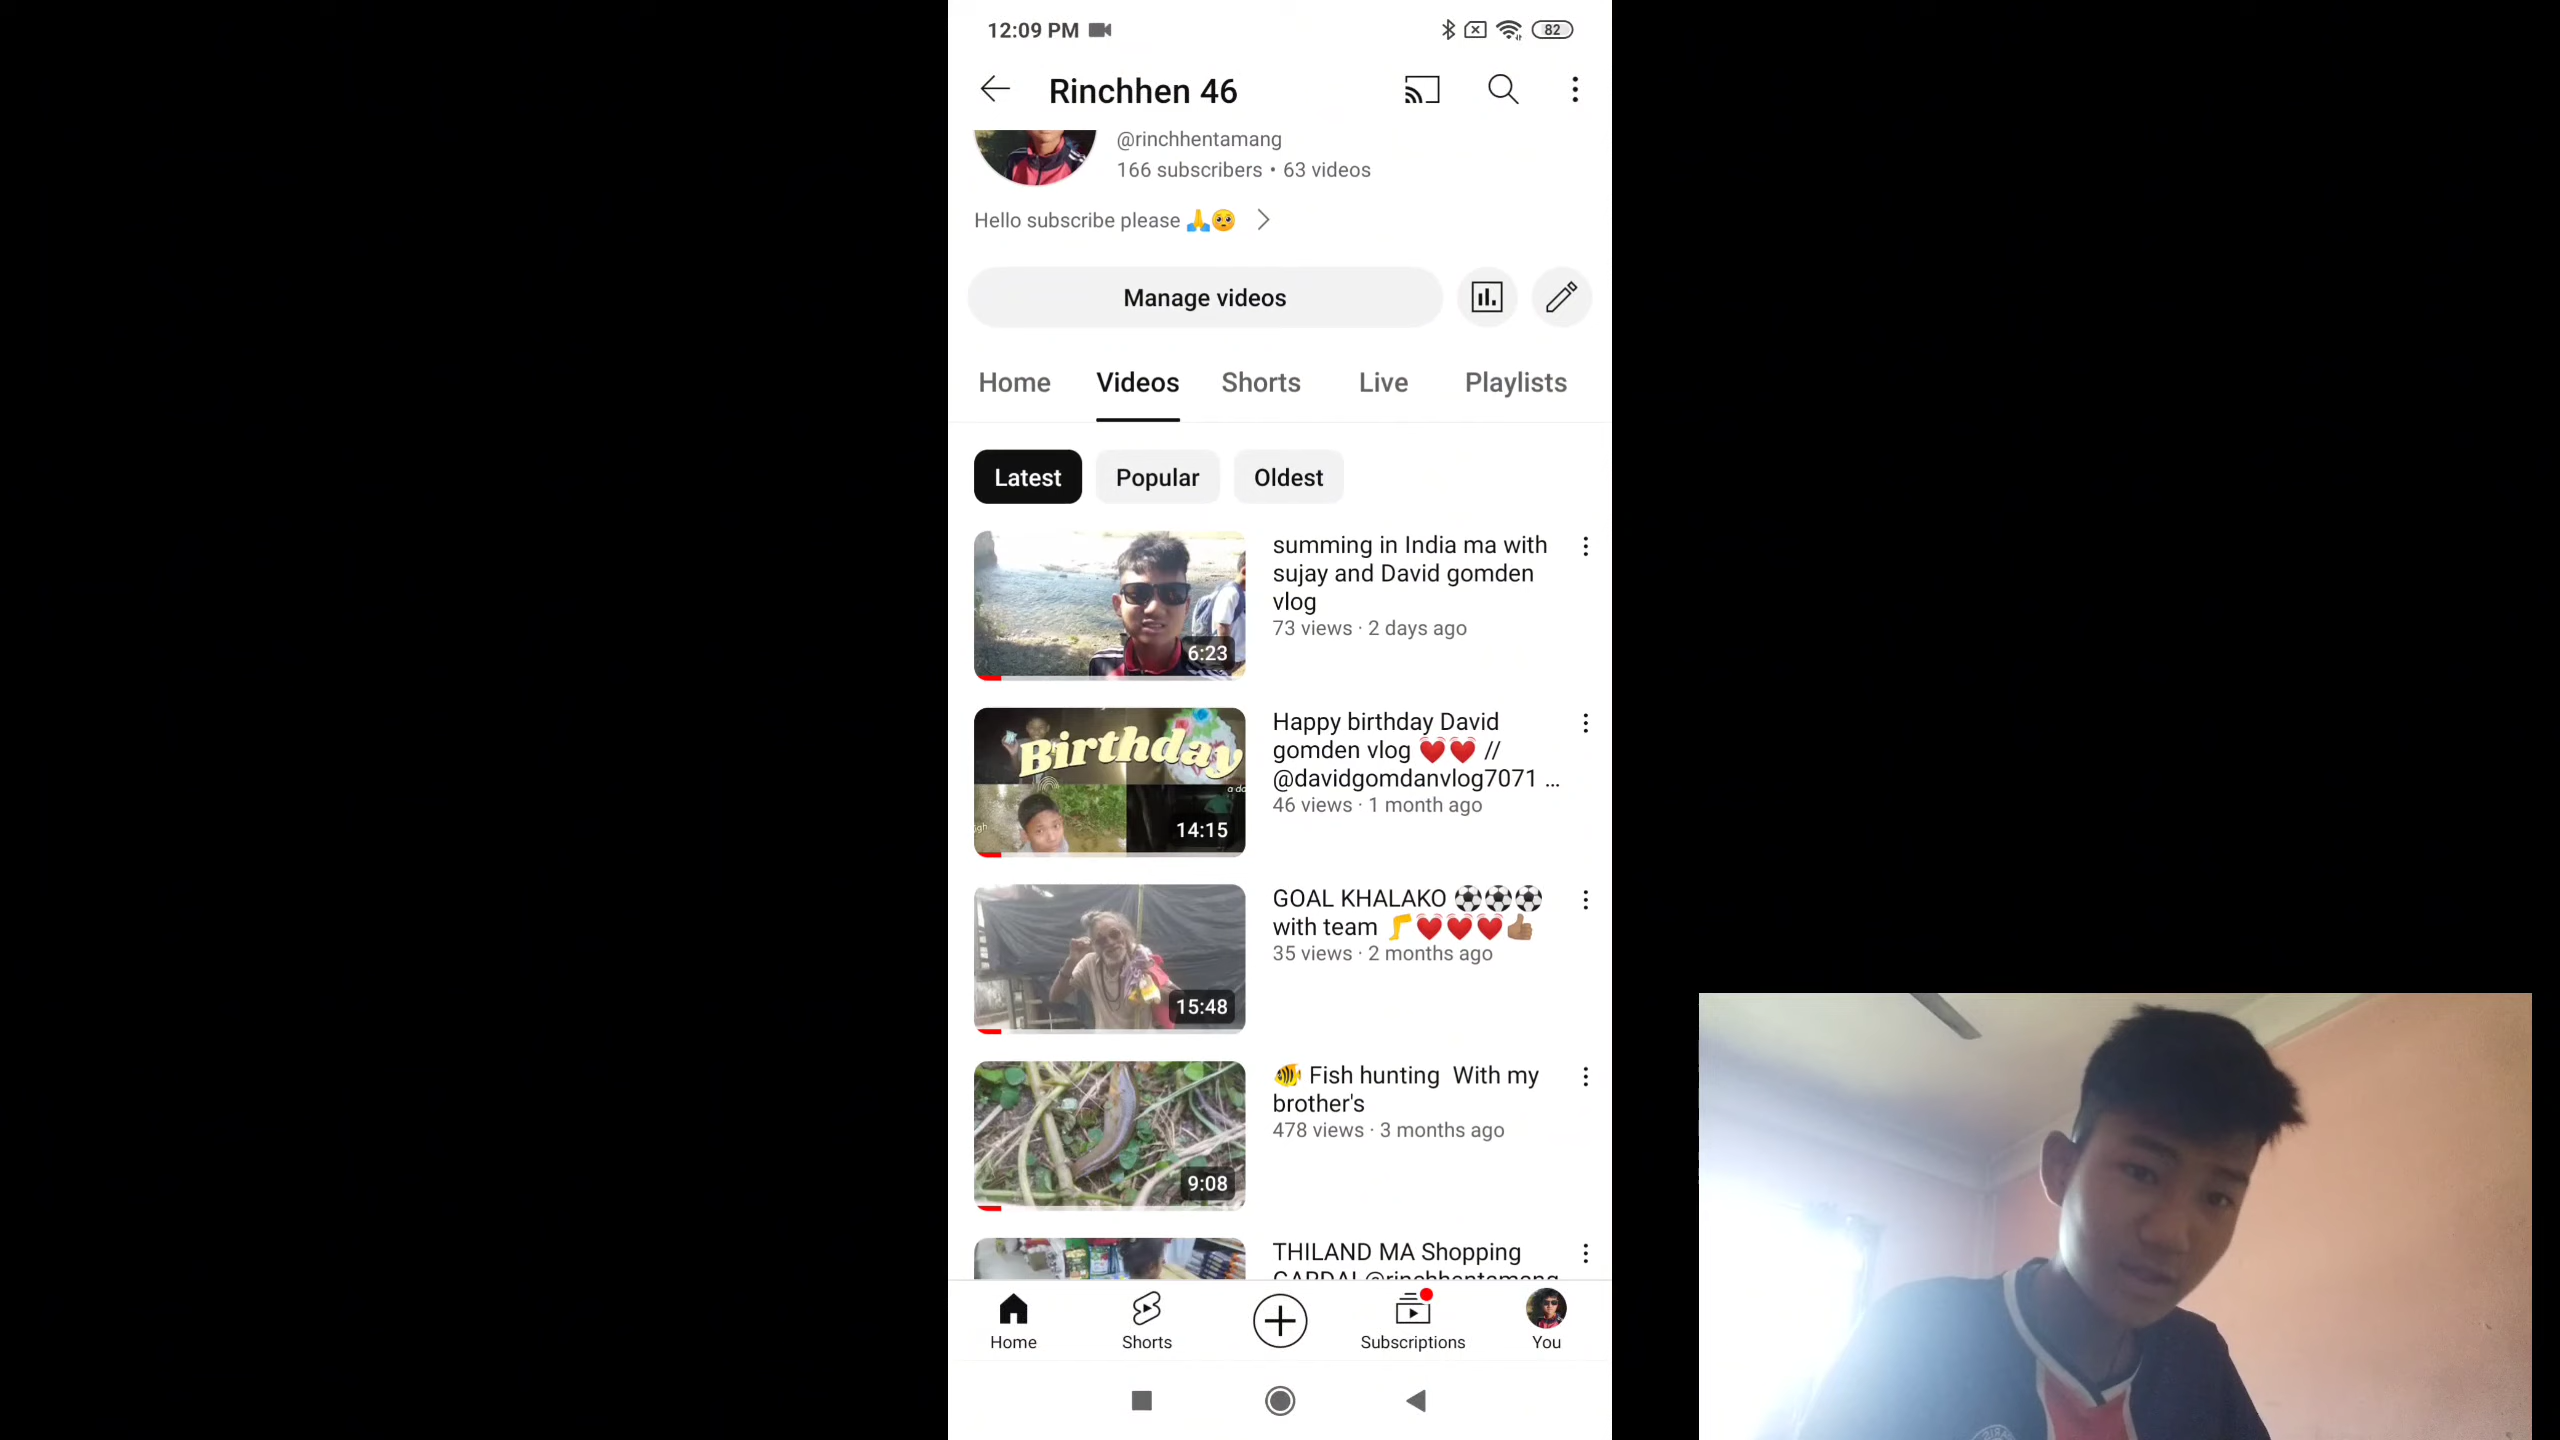 12:09 PM
82
Rinchhen 46
@rinchhentamang
166 subscribers • 63 videos
Hello subscribe please 🙏🥺
Manage videos
Home Videos Shorts Live Playlists
Latest Popular Oldest
6:23
summing in India ma with
sujay and David gomden
vlog
73 views · 2 days ago
Birthday
14:15
Happy birthday David
gomden vlog 💓💓 //
@davidgomdanvlog7071 ...
46 views · 1 month ago
15:48
GOAL KHALAKO ⚽⚽⚽
with team 🦵💓💓💓👍🏽
35 views · 2 months ago
9:08
🐠 Fish hunting With my
brother's
478 views · 3 months ago
THILAND MA Shopping
Home Shorts Subscriptions You